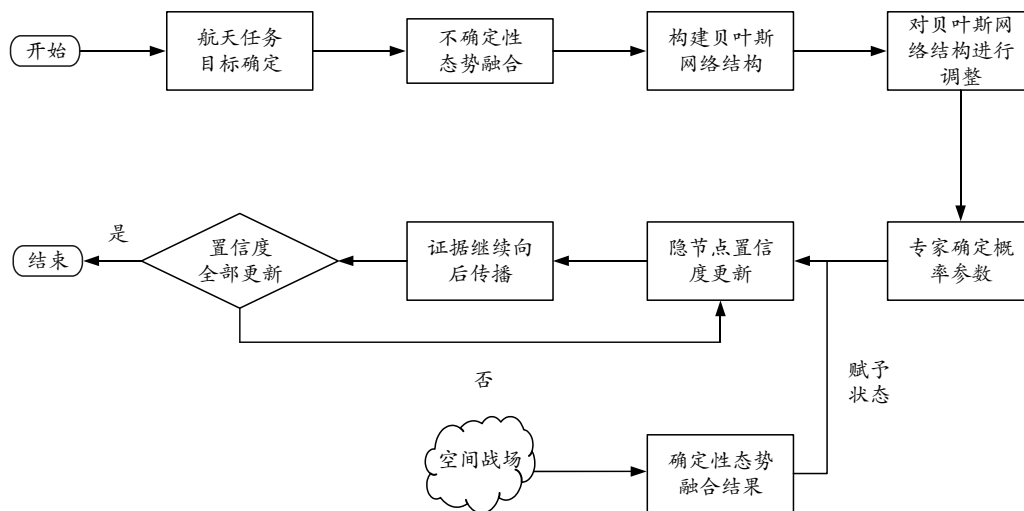 开始
航天任务
目标确定
不确定性
态势融合
构建贝叶斯
网络结构
对贝叶斯网
络结构进行
调整
专家确定概
率参数
隐节点置信
度更新
证据继续向
后传播
置信度
全部更新
是
结束
否
赋予
状态
空间战场
确定性态势
融合结果